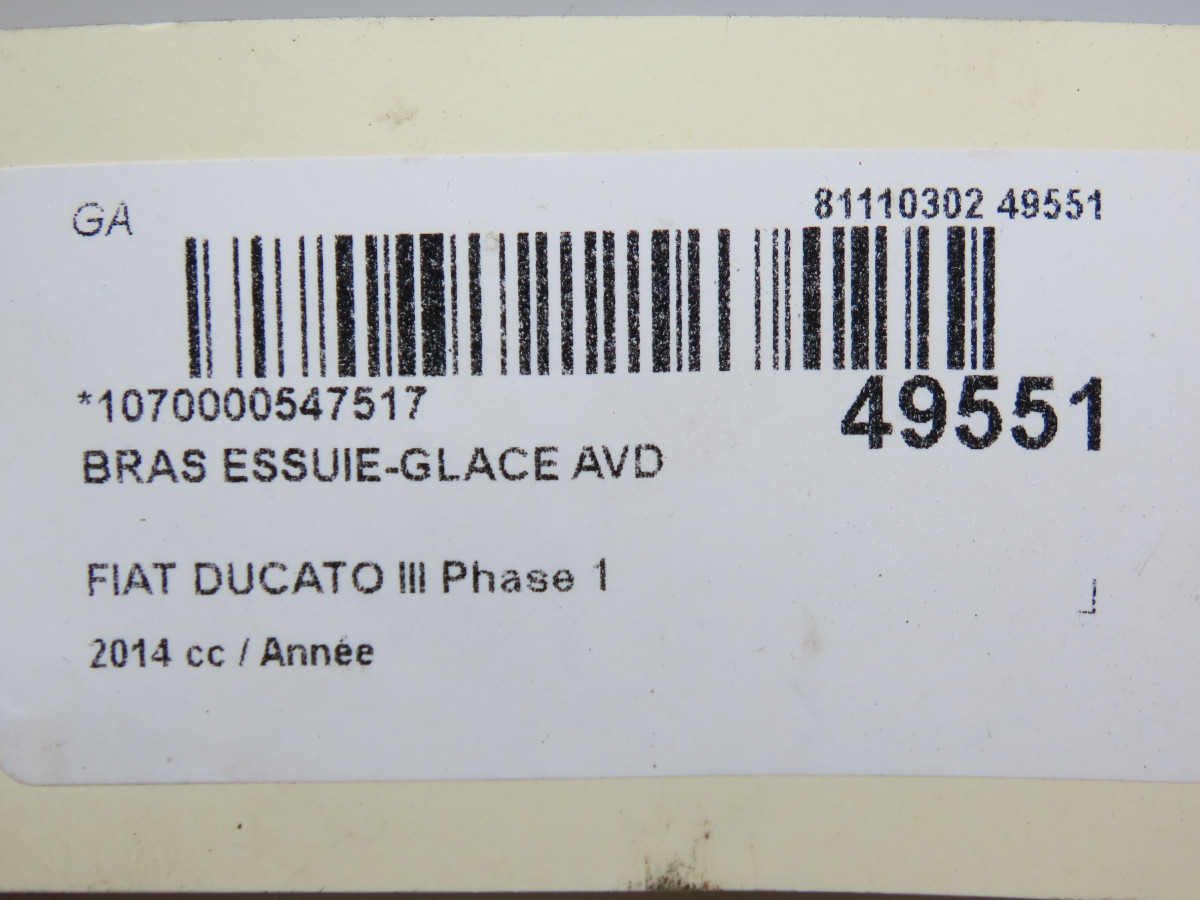 GA
81110302 49551
*1070000547517
49551
BRAS ESSUIE-GLACE AVD
FIAT DUCATO III Phase 1
2014 cc / Année